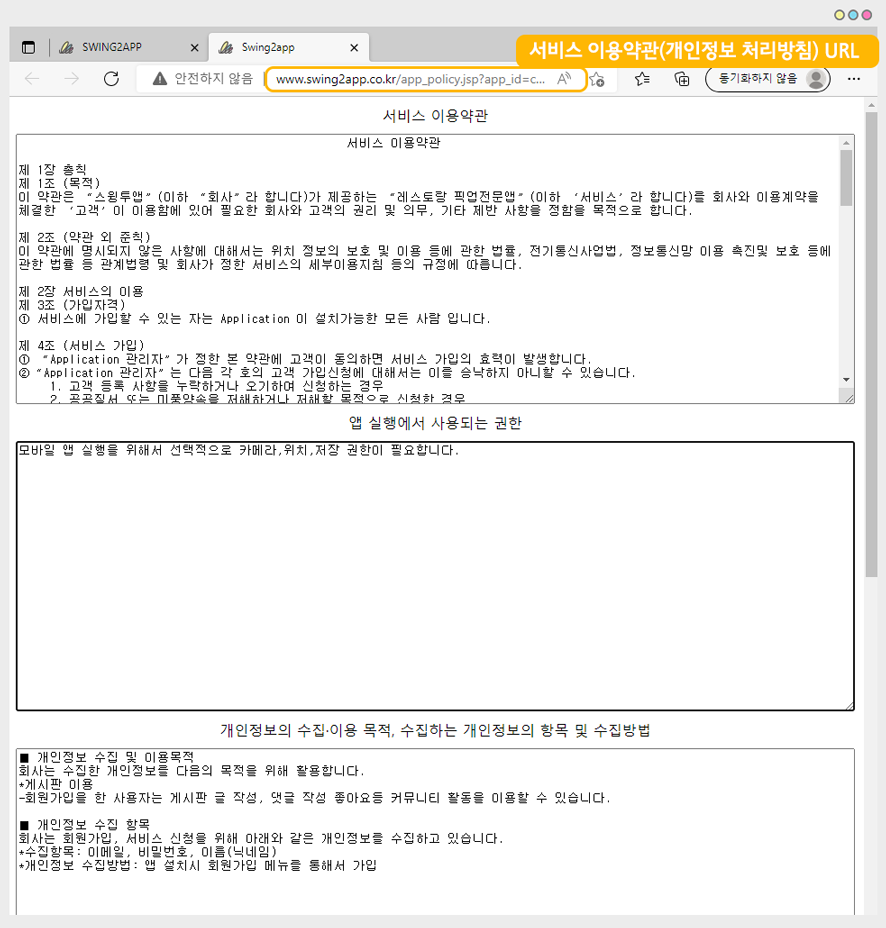 SWING2APP
Swing2app
서비스 이용약관(개인정보 처리방침) URL
안전하지 않음
www.swing2app.co.kr/app_policy.jsp?app_id=c...
동기화하지 않음
서비스 이용약관
서비스 이용약관
제 1장 총칙
제 1조 (목적)
이 약관은 “스윙투앱”(이하 “회사”라 합니다)가 제공하는 “레스토랑 픽업전문앱”(이하 ‘서비스’라 합니다)를 회사와 이용계약을
체결한 ‘고객’이 이용함에 있어 필요한 회사와 고객의 권리 및 의무, 기타 제반 사항을 정함을 목적으로 합니다.
제 2조 (약관 외 준칙)
이 약관에 명시되지 않은 사항에 대해서는 위치 정보의 보호 및 이용 등에 관한 법률, 전기통신사업법, 정보통신망 이용 촉진및 보호 등에
관한 법률 등 관계법령 및 회사가 정한 서비스의 세부이용지침 등의 규정에 따릅니다.
제 2장 서비스의 이용
제 3조 (가입자격)
① 서비스에 가입할 수 있는 자는 Application 이 설치가능한 모든 사람 입니다.
제 4조 (서비스 가입)
① “Application 관리자”가 정한 본 약관에 고객이 동의하면 서비스 가입의 효력이 발생합니다.
② “Application 관리자”는 다음 각 호의 고객 가입신청에 대해서는 이를 승낙하지 아니할 수 있습니다.
1. 고객 등록 사항을 누락하거나 오기하여 신청하는 경우
2. 공공질서 또는 미풍약속을 저해하거나 저해할 목적으로 신청한 경우
앱 실행에서 사용되는 권한
모바일 앱 실행을 위해서 선택적으로 카메라,위치,저장 권한이 필요합니다.
개인정보의 수집·이용 목적, 수집하는 개인정보의 항목 및 수집방법
■ 개인정보 수집 및 이용목적
회사는 수집한 개인정보를 다음의 목적을 위해 활용합니다.
*게시판 이용
-회원가입을 한 사용자는 게시판 글 작성, 댓글 작성 좋아요등 커뮤니티 활동을 이용할 수 있습니다.
■ 개인정보 수집 항목
회사는 회원가입, 서비스 신청을 위해 아래와 같은 개인정보를 수집하고 있습니다.
*수집항목: 이메일, 비밀번호, 이름(닉네임)
*개인정보 수집방법: 앱 설치시 회원가입 메뉴를 통해서 가입